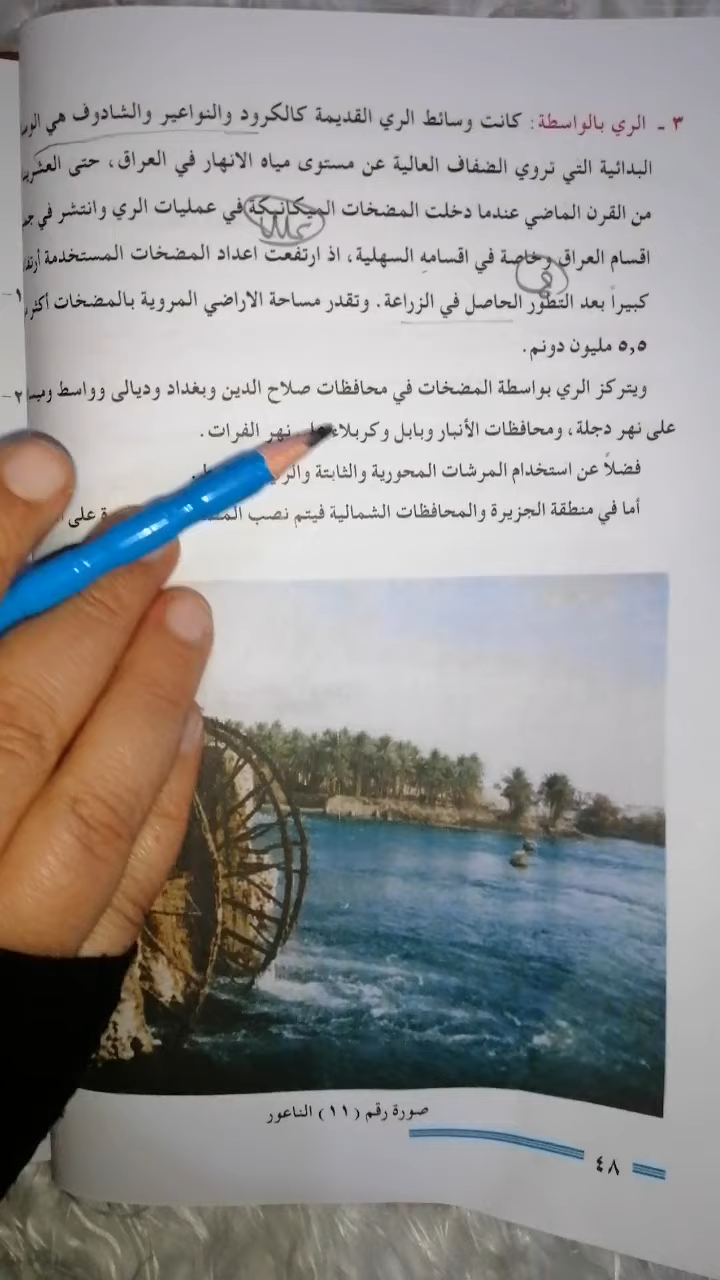 ٣ - الري بالواسطة: كانت وسائط الري القديمة كالكرود والنواعير والشادوف هي
البدائية التي تروي الضفاف العالية عن مستوى مياه الانهار في العراق، حتى
من القرن الماضي عندما دخلت المضخات الميكانيكة في عمليات الري وانتشر في
اقسام العراق وخاصة في اقسامه السهلية، اذ ارتفعت اعداد المضخات المستخدمة
كبيراً بعد التطور الحاصل في الزراعة. وتقدر مساحة الاراضي المروية بالمضخات
٥,٥ مليون دونم.
ويتركز الري بواسطة المضخات في محافظات صلاح الدين وبغداد وديالى وواسط
على نهر دجلة، ومحافظات الأنبار وبابل وكربلاء نهر الفرات.
فضلاً عن استخدام المرشات المحورية والثابتة
أما في منطقة الجزيرة والمحافظات الشمالية فيتم نصب على
١-
٢-
صورة رقم (١١) الناعور
٤٨